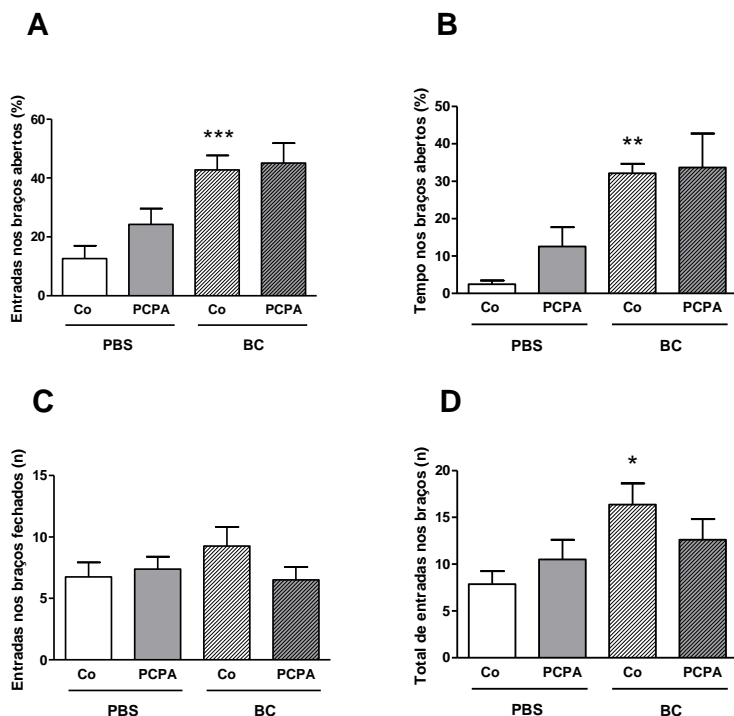 A
Entradas nos braços abertos (%)
60
40
20
0
***
Co PCPA Co PCPA
PBS BC
B
Tempo nos braços abertos (%)
50
40
30
20
10
0
**
Co PCPA Co PCPA
PBS BC
C
Entradas nos braços fechados (n)
15
10
5
0
Co PCPA Co PCPA
PBS BC
D
Total de entradas nos braços (n)
20
15
10
5
0
*
Co PCPA Co PCPA
PBS BC